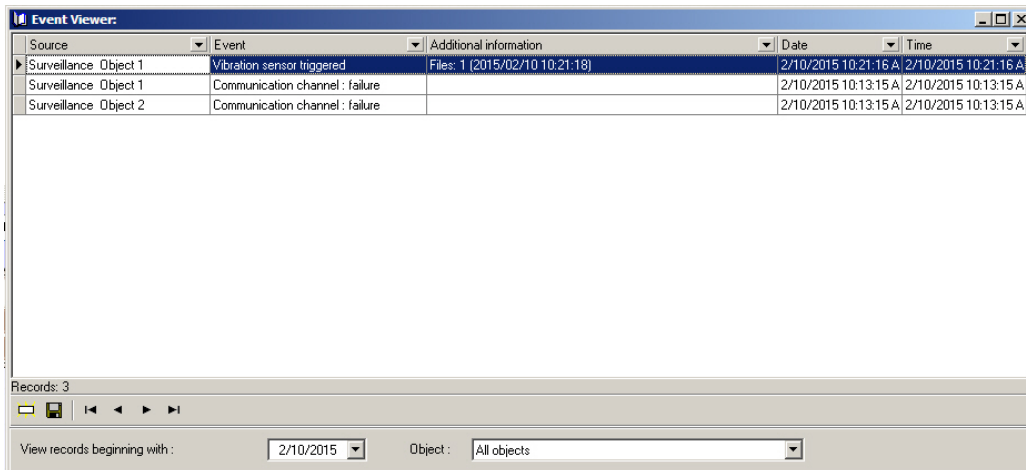 Event Viewer:
Source Event Additional information Date Time
Surveillance Object 1 Vibration sensor triggered Files: 1 (2015/02/10 10:21:18) 2/10/2015 10:21:16 A 2/10/2015 10:21:16 A
Surveillance Object 1 Communication channel : failure 2/10/2015 10:13:15 A 2/10/2015 10:13:15 A
Surveillance Object 2 Communication channel : failure 2/10/2015 10:13:15 A 2/10/2015 10:13:15 A
Records: 3
View records beginning with : 2/10/2015 Object : All objects